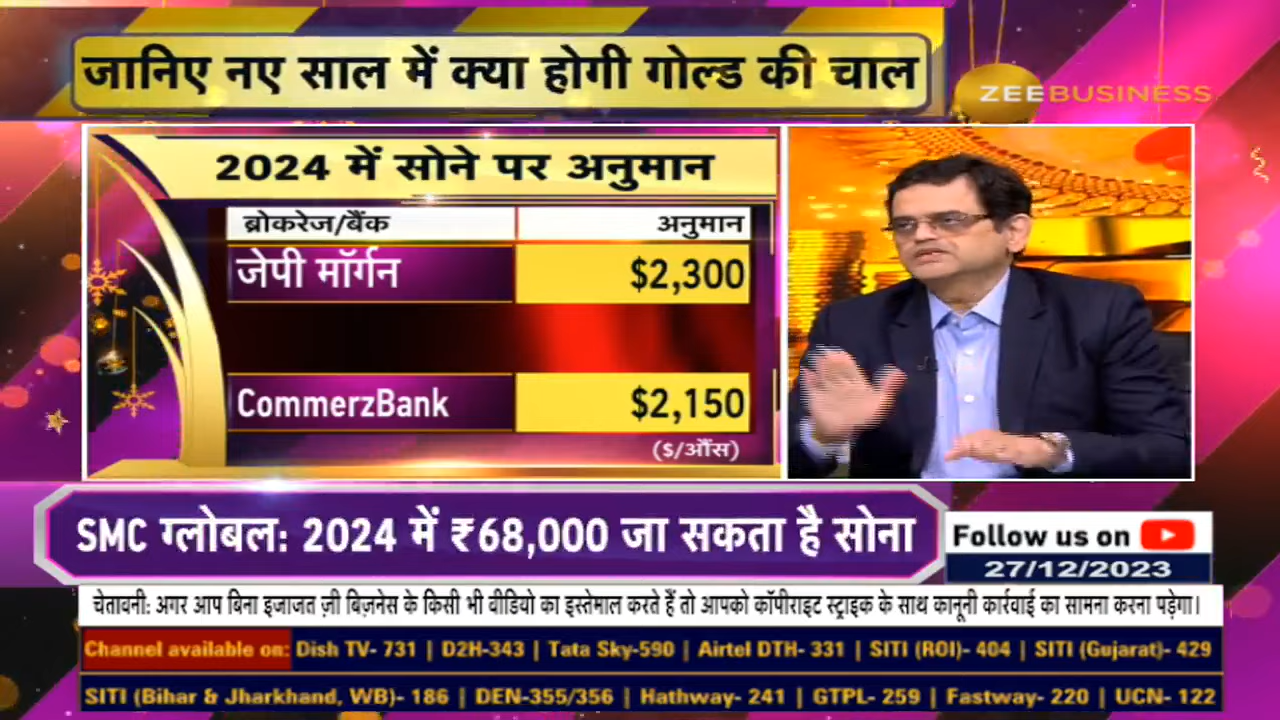 जानिए नए साल में क्या होगी गोल्ड की चाल
ZEEBUSINESS
2024 में सोने पर अनुमान
ब्रोकरेज/बैंक अनुमान
जेपी मॉर्गन $2,300
CommerzBank $2,150
($/औंस)
SMC ग्लोबल: 2024 में ₹68,000 जा सकता है सोना
Follow us on
27/12/2023
चेतावनी: अगर आप बिना इजाजत ज़ी बिज़नेस के किसी भी वीडियो का इस्तेमाल करते हैं तो आपको कॉपीराइट स्ट्राइक के साथ कानूनी कार्रवाई का सामना करना पड़ेगा।
Channel available on: Dish TV- 731 | D2H-343 | Tata Sky-590 | Airtel DTH- 331 | SITI (ROI)- 404 | SITI (Gujarat)- 429
SITI (Bihar & Jharkhand, WB)- 186 | DEN-355/356 | Hathway- 241 | GTPL- 259 | Fastway- 220 | UCN- 122